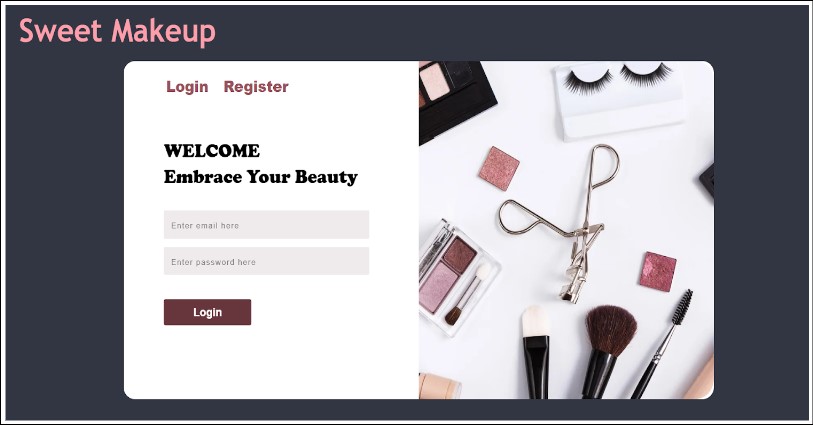 Sweet Makeup
Login Register
WELCOME
Embrace Your Beauty
Enter email here
Enter password here
Login